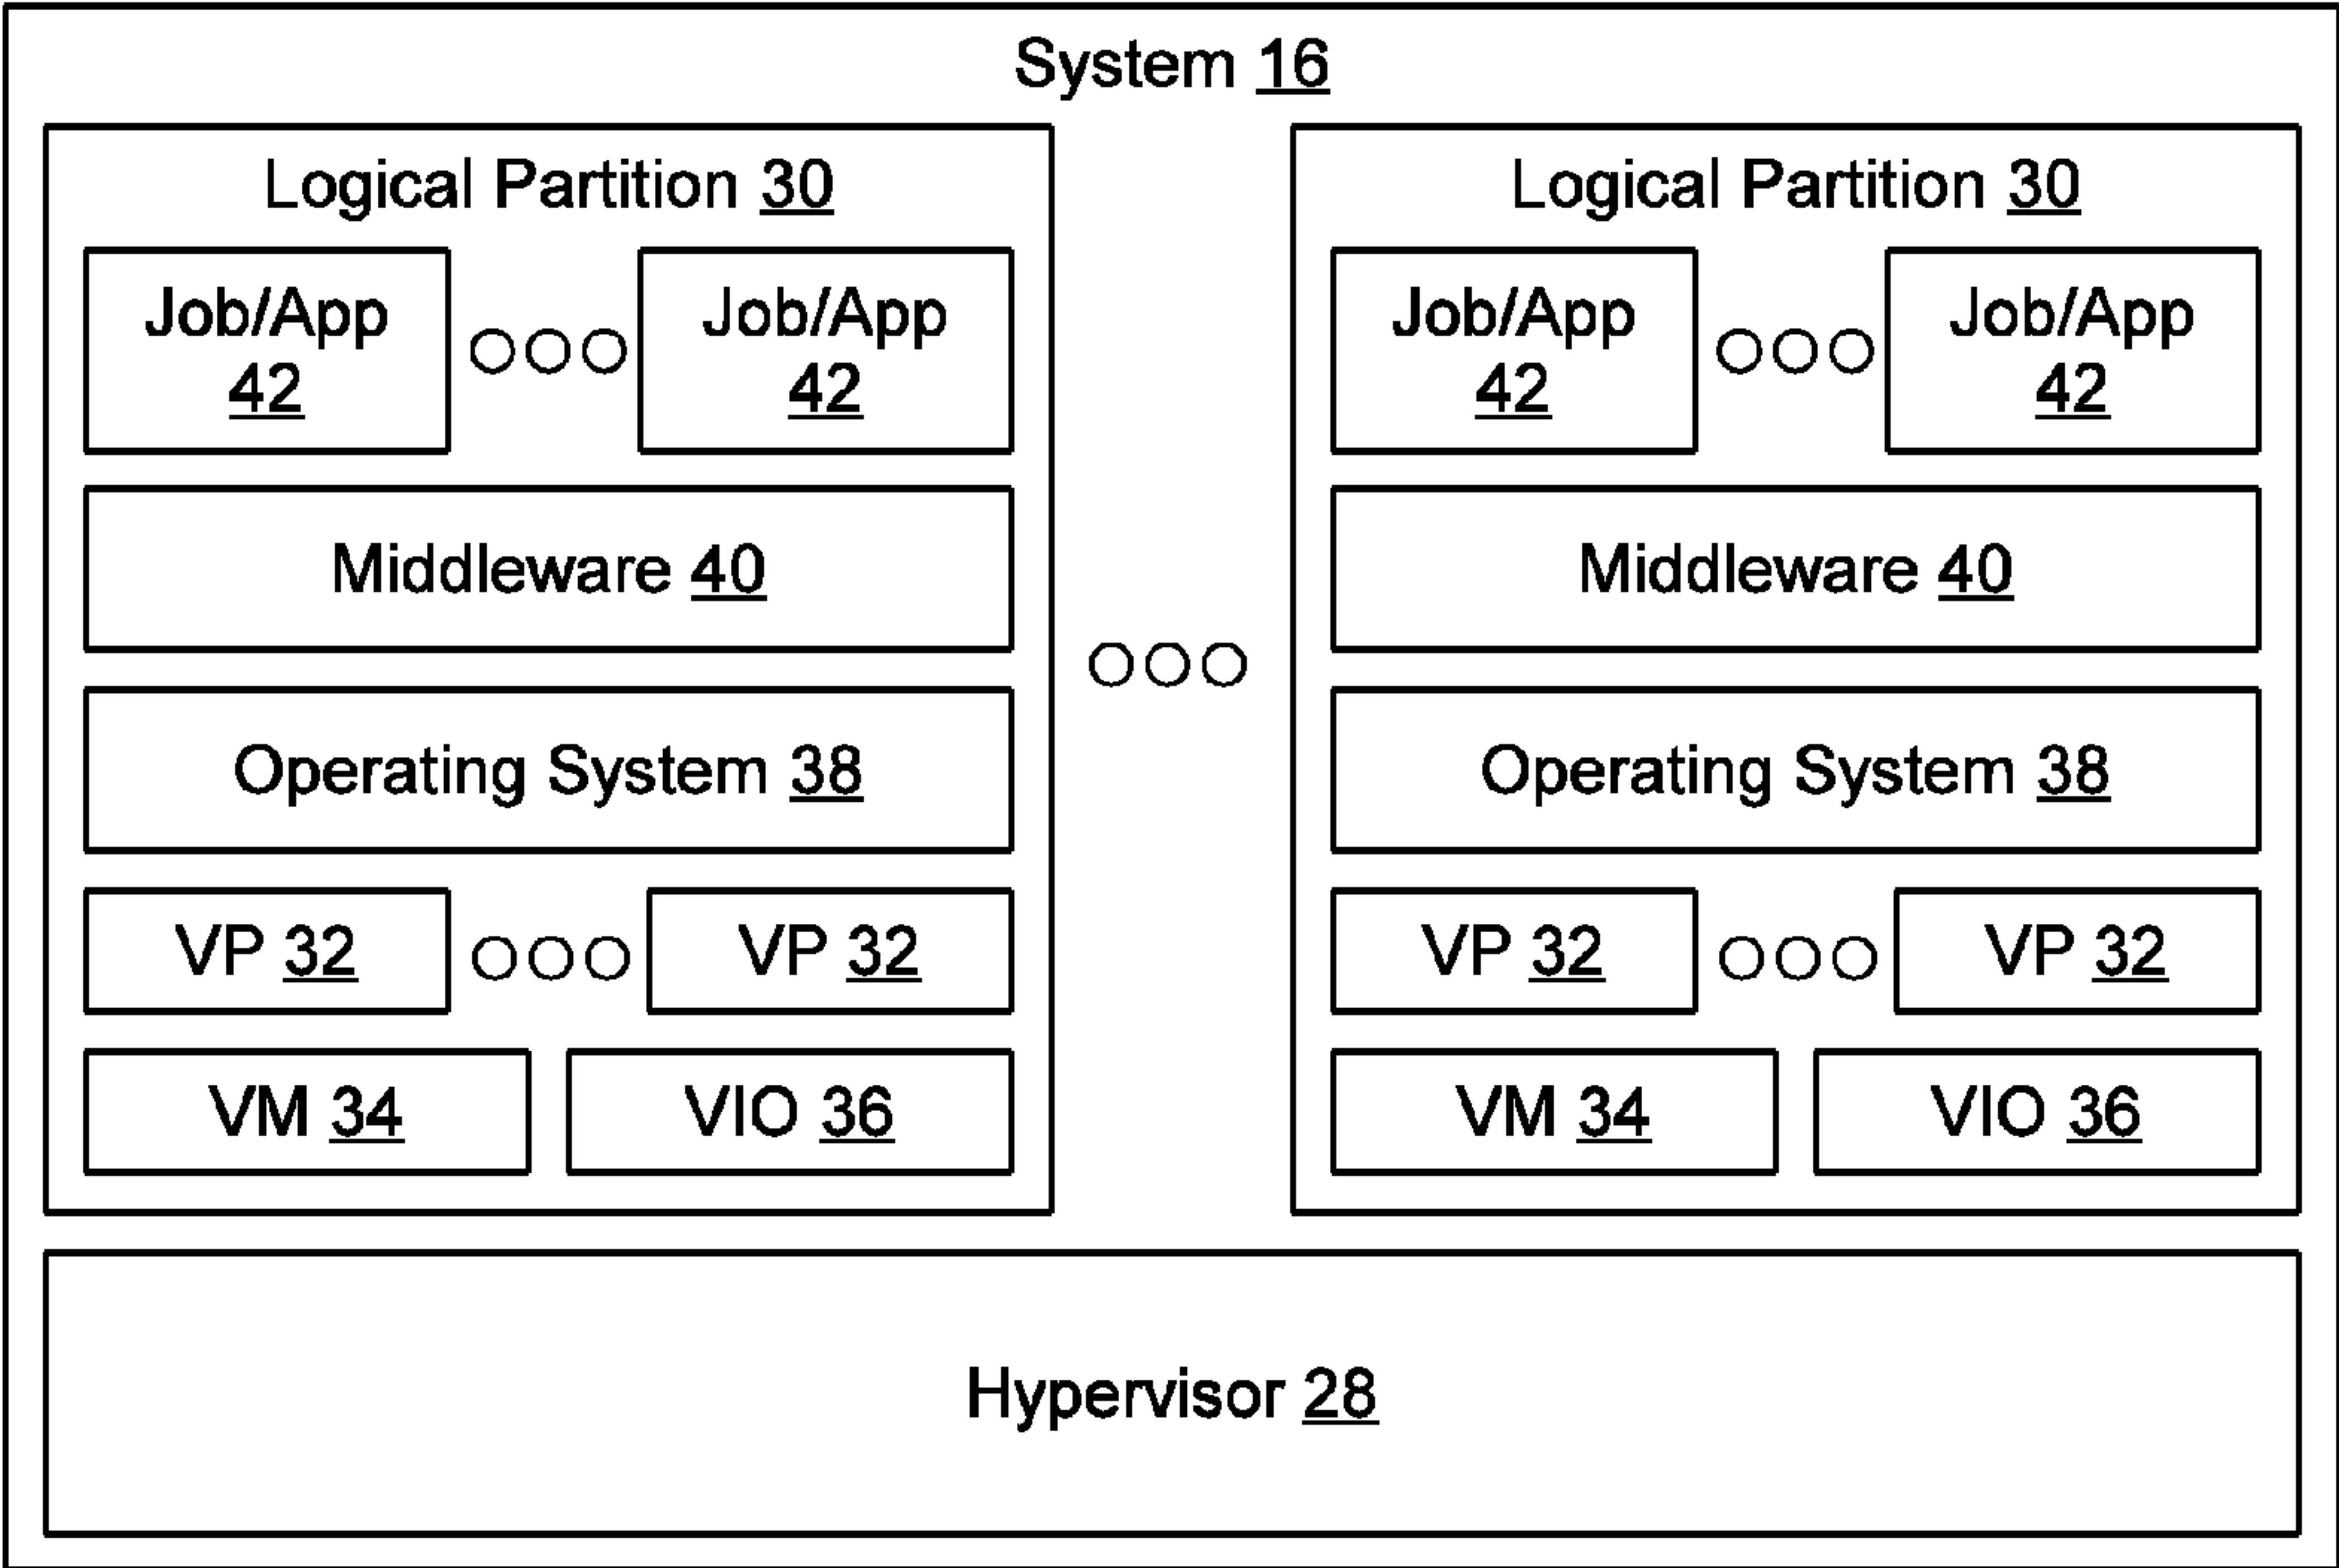 System 16
Logical Partition 30
Job/App
42
Job/App
42
Middleware 40
Operating System 38
VP 32
VP 32
VM 34
VIO 36
Logical Partition 30
Job/App
42
Job/App
42
Middleware 40
Operating System 38
VP 32
VP 32
VM 34
VIO 36
Hypervisor 28